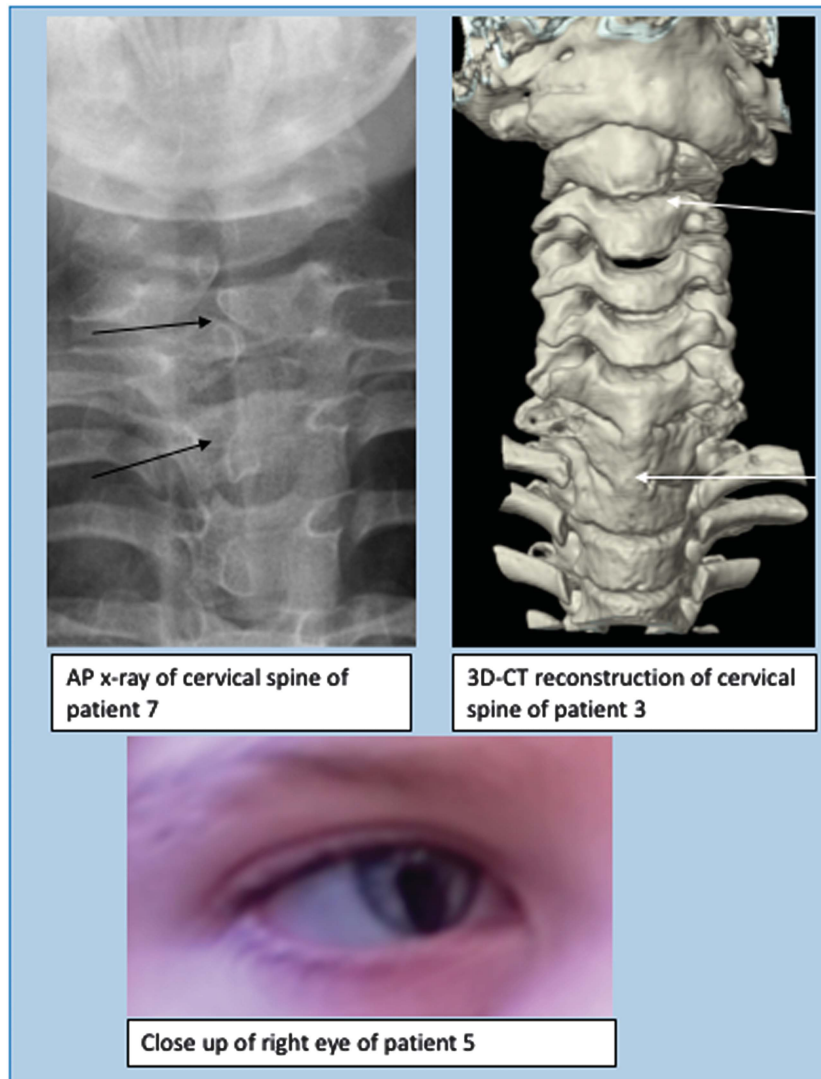 AP x-ray of cervical spine of
patient 7
3D-CT reconstruction of cervical
spine of patient 3
Close up of right eye of patient 5